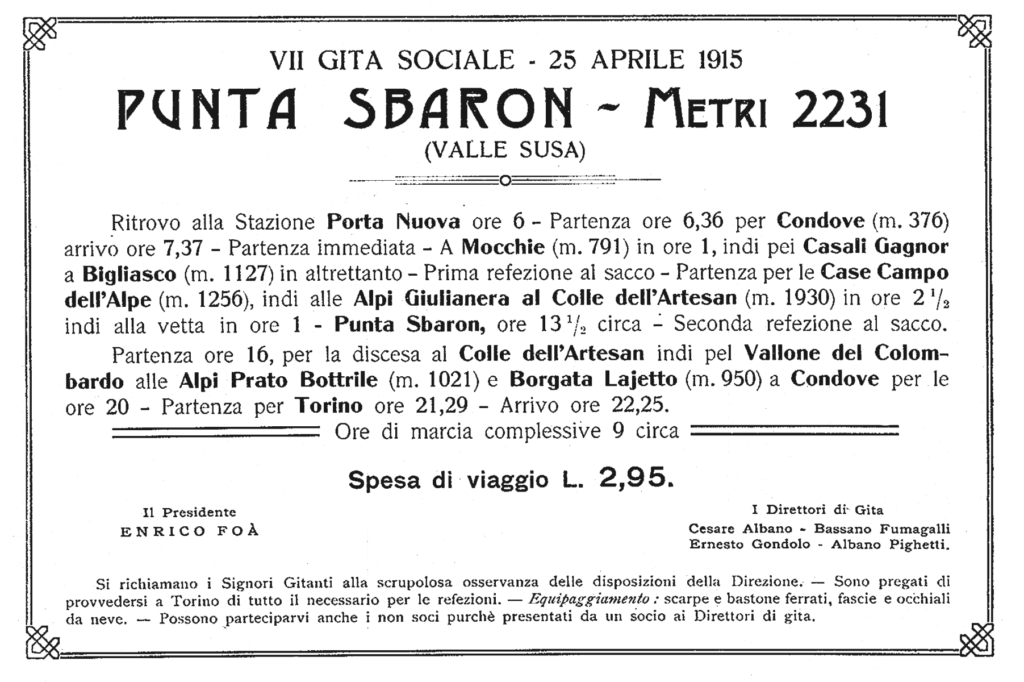 VII GITA SOCIALE - 25 APRILE 1915
PUNTA SBARON ~ METRI 2231
(VALLE SUSA)
Ritrovo alla Stazione Porta Nuova ore 6 - Partenza ore 6,36 per Condove (m. 376)
arrivo ore 7,37 - Partenza immediata - A Mocchie (m. 791) in ore 1, indi pei Casali Gagnor
a Bigliasco (m. 1127) in altrettanto - Prima refezione al sacco - Partenza per le Case Campo
dell'Alpe (m. 1256), indi alle Alpi Giulianera al Colle dell'Artesan (m. 1930) in ore 2 1/2
indi alla vetta in ore 1 - Punta Sbaron, ore 13 1/2 circa - Seconda refezione al sacco.
Partenza ore 16, per la discesa al Colle dell'Artesan indi pel Vallone del Colom-
bardo alle Alpi Prato Bottrile (m. 1021) e Borgata Lajetto (m. 950) a Condove per le
ore 20 - Partenza per Torino ore 21,29 - Arrivo ore 22,25.
Ore di marcia complessive 9 circa
Spesa di viaggio L. 2,95.
Il Presidente
ENRICO FOÀ
I Direttori di Gita
Cesare Albano - Bassano Fumagalli
Ernesto Gondolo - Albano Pighetti.
Si richiamano i Signori Gitanti alla scrupolosa osservanza delle disposizioni della Direzione. — Sono pregati di
provvedersi a Torino di tutto il necessario per le refezioni. — Equipaggiamento : scarpe e bastone ferrati, fascie e occhiali
da neve. — Possono parteciparvi anche i non soci purchè presentati da un socio ai Direttori di gita.